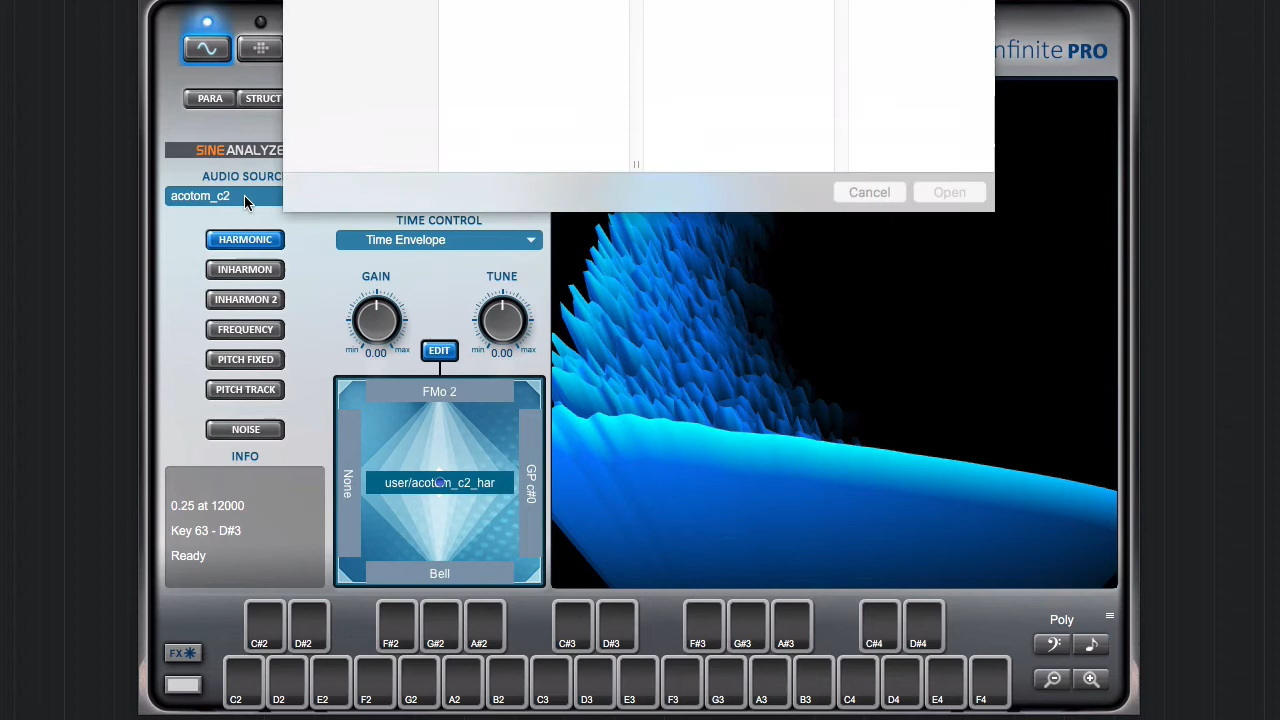 nfinite PRO
PARA
STRUCT
SINEANALYZE
AUDIO SOURC
acotom_c2
Cancel
Open
HARMONIC
INHARMON
INHARMON 2
FREQUENCY
PITCH FIXED
PITCH TRACK
NOISE
INFO
0.25 at 12000
Key 63 - D#3
Ready
TIME CONTROL
Time Envelope
GAIN
TUNE
min 0.00 max
min 0.00 max
EDIT
FMo 2
None
user/acotom_c2_har
GP c#0
Bell
C#2 D#2 F#2 G#2 A#2 C#3 D#3 F#3 G#3 A#3 C#4 D#4
Poly
FX
C2 D2 E2 F2 G2 A2 B2 C3 D3 E3 F3 G3 A3 B3 C4 D4 E4 F4